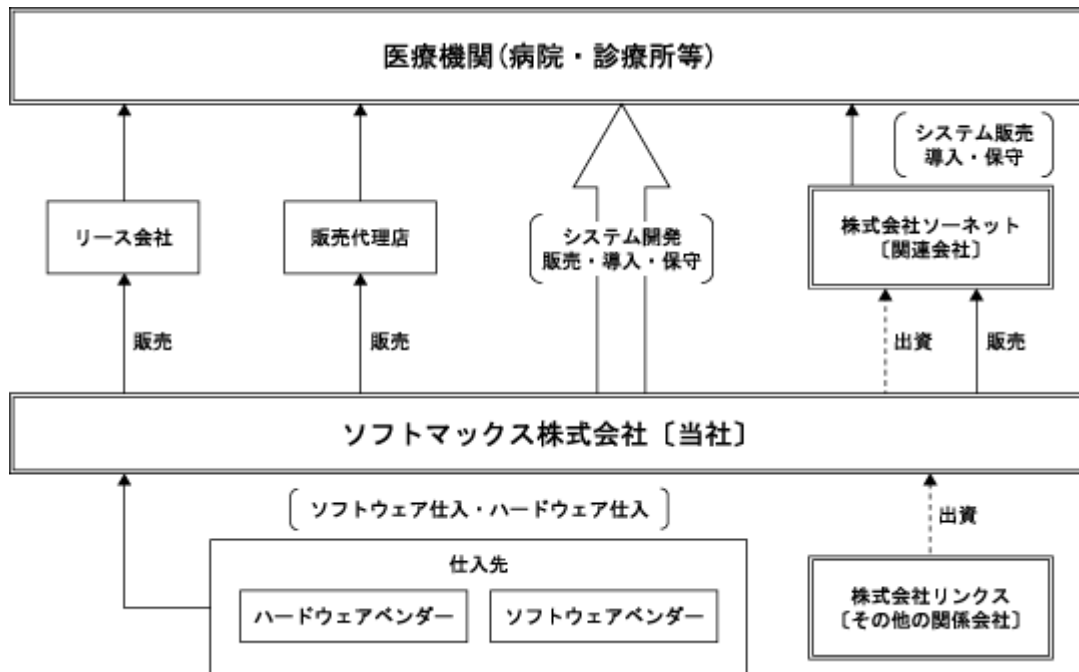 医療機関(病院・診療所等)
システム販売
導入・保守
リース会社
販売代理店
システム開発
販売・導入・保守
株式会社ソーネット
〔関連会社〕
販売
販売
出資
販売
ソフトマックス株式会社〔当社〕
ソフトウェア仕入・ハードウェア仕入
出資
仕入先
ハードウェアベンダー
ソフトウェアベンダー
株式会社リンクス
〔その他の関係会社〕